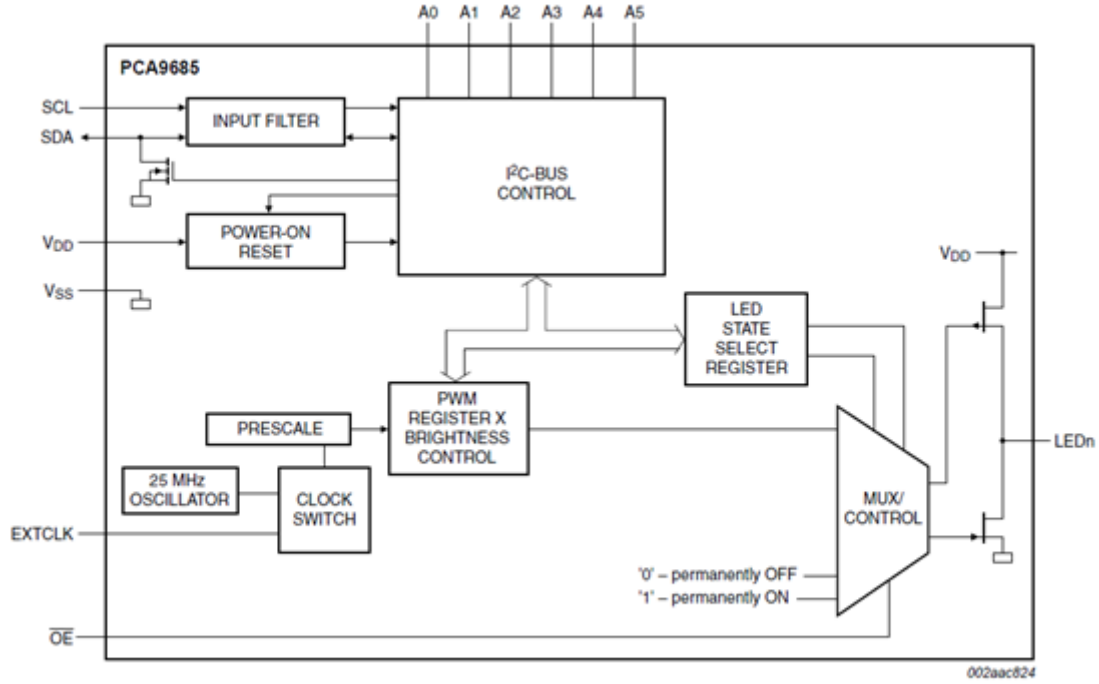 A0 A1 A2 A3 A4 A5
PCA9685
SCL
SDA
INPUT FILTER
I²C-BUS
CONTROL
POWER-ON
RESET
VDD
VSS
VDD
LED
STATE
SELECT
REGISTER
PWM
REGISTER X
BRIGHTNESS
CONTROL
PRESCALE
25 MHz
OSCILLATOR
CLOCK
SWITCH
EXTCLK
MUX/
CONTROL
LEDn
'0' – permanently OFF
'1' – permanently ON
OE
002aac824